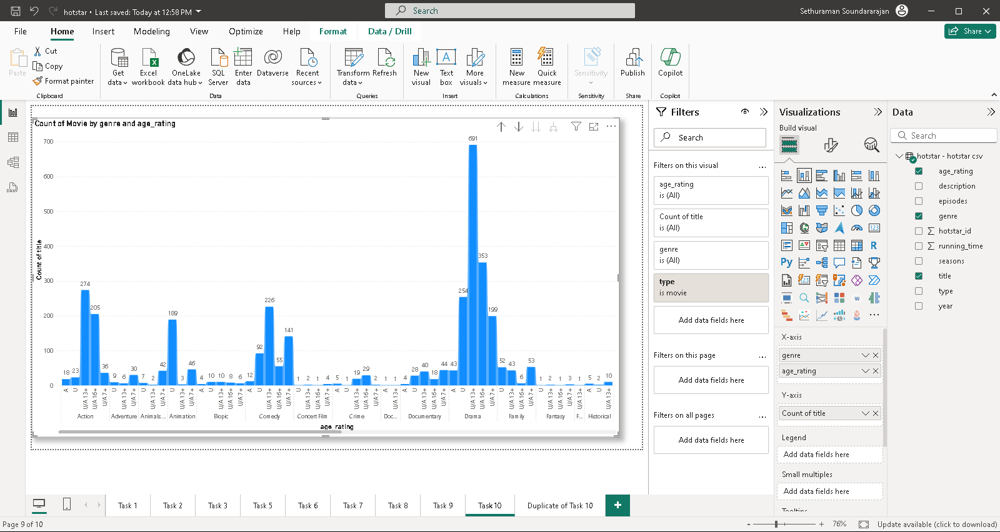 hotstar • Last saved: Today at 12:58 PM
Search
Sethuraman Soundararajan
File
Home
Insert
Modeling
View
Optimize
Help
Format
Data / Drill
Share
Paste
Cut
Copy
Format painter
Clipboard
Get data
Excel workbook
OneLake data hub
SQL Server
Enter data
Dataverse
Recent sources
Data
Transform data
Refresh
Queries
New visual
Text box
More visuals
Insert
New measure
Quick measure
Calculations
Sensitivity
Sensitivity
Publish
Share
Copilot
Copilot
Count of Movie by genre and age_rating
Count of title
700
600
500
400
300
200
100
0
18 23 274 205 36 9 6 30 7 2 42 189 3 46 4 10 10 8 6 12 92 226 55 141 1 2 1 4 5 1 19 29 2 1 1 4 28 40 18 44 43 254 691 353 199 52 43 6 53 1 2 1 3 1 5 2 10
A U U/A 13+ U/A 16+ U/A 7+ U U/A 13+ U/A 7+ U U/A 13+ U/A 7+ U U/A 13+ U/A 7+ A U U/A 13+ U/A 16+ U/A 7+ A U U/A 13+ U/A 16+ U/A 7+ U U/A 13+ U/A 16+ U/A 7+ A U U/A 13+ U/A 16+ U/A 7+ A U A U U/A 13+ U/A 16+ U/A 7+ A U U/A 13+ U/A 16+ U/A 7+ U U/A 13+ U/A 16+ U/A 7+ U U/A 13+ U/A 16+ U/A 7+ U/A 13+ A U U/A 13+
Action Adventure Animals ... Animation Biopic Comedy Concert Film Crime Doc... Documentary Drama Family Fantasy F... Historical
age_rating
Filters
Search
Filters on this visual ...
age_rating
is (All)
Count of title
is (All)
genre
is (All)
type
is movie
Add data fields here
Filters on this page ...
Add data fields here
Filters on all pages ...
Add data fields here
Visualizations
Build visual
123
R
Py
123
X-axis
genre
age_rating
Y-axis
Count of title
Legend
Add data fields here
Small multiples
Add data fields here
Tooltips
Data
Search
hotstar - hotstar csv
age_rating
description
episodes
genre
hotstar_id
running_time
seasons
title
type
year
Task 1
Task 2
Task 3
Task 5
Task 6
Task 7
Task 8
Task 9
Task 10
Duplicate of Task 10
+
Page 9 of 10
- + 76%
Update available (click to download)